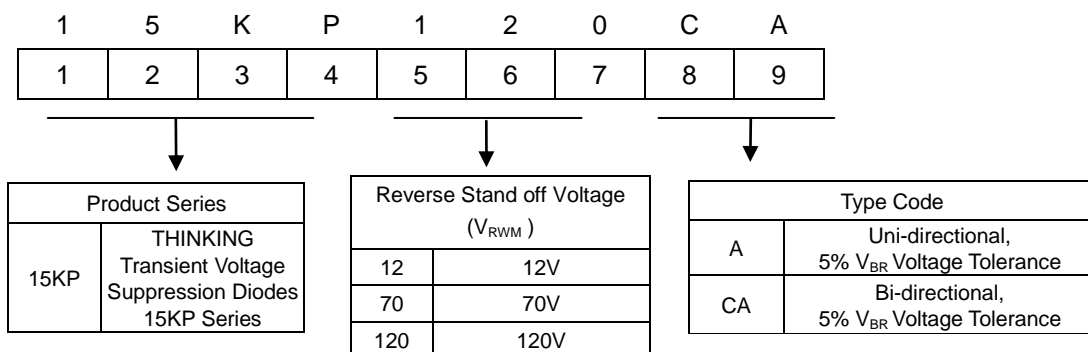 1 5 K P 1 2 0 C A
1 2 3 4 5 6 7 8 9
Product Series
15KP
THINKING
Transient Voltage
Suppression Diodes
15KP Series
Reverse Stand off Voltage
(VRWM )
12 12V
70 70V
120 120V
Type Code
A
Uni-directional,
5% VBR Voltage Tolerance
CA
Bi-directional,
5% VBR Voltage Tolerance